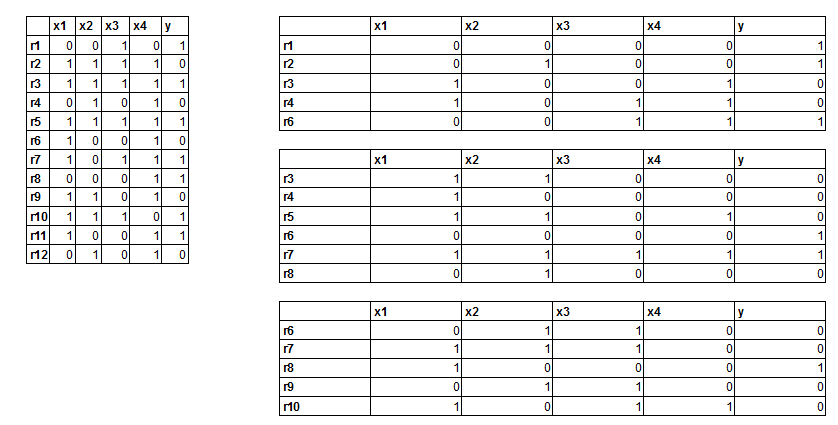 x1 x2 x3 x4 y
r1 0 0 1 0 1
r2 1 1 1 1 0
r3 1 1 1 1 1
r4 0 1 0 1 0
r5 1 1 1 1 1
r6 1 0 0 1 0
r7 1 0 1 1 1
r8 0 0 0 1 1
r9 1 1 0 1 0
r10 1 1 1 0 1
r11 1 0 0 1 1
r12 0 1 0 1 0
x1 x2 x3 x4 y
r1 0 0 0 0 1
r2 0 1 0 0 1
r3 1 0 0 1 0
r4 1 0 1 1 0
r6 0 0 1 1 1
x1 x2 x3 x4 y
r3 1 1 0 0 0
r4 1 0 0 0 0
r5 1 1 0 1 0
r6 0 0 0 0 1
r7 1 1 1 1 1
r8 0 1 0 0 0
x1 x2 x3 x4 y
r6 0 1 1 0 0
r7 1 1 1 0 0
r8 1 0 0 0 1
r9 0 1 1 0 0
r10 1 0 1 1 0